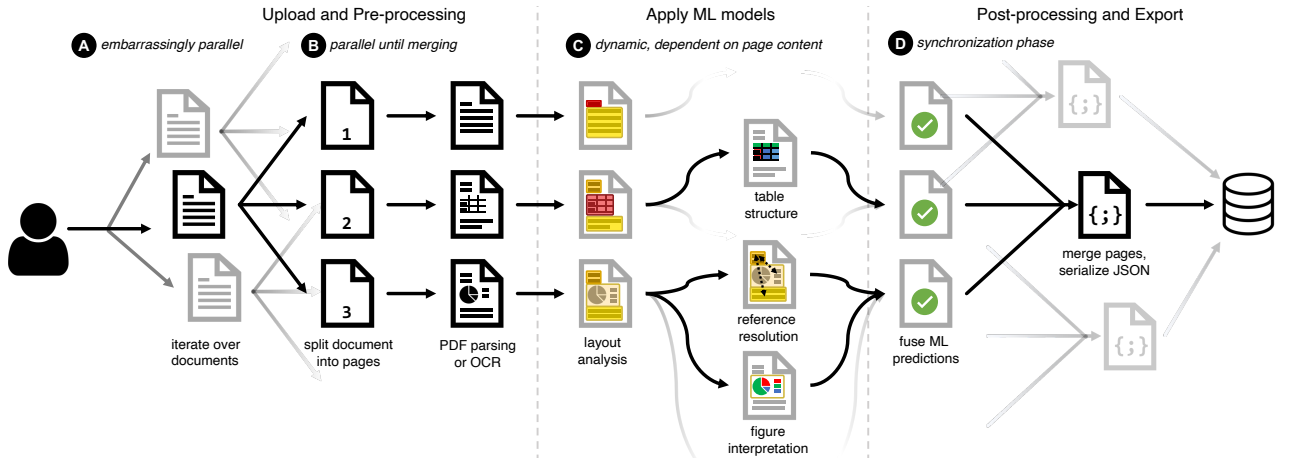 Upload and Pre-processing
Apply ML models
Post-processing and Export
A embarrassingly parallel
B parallel until merging
C dynamic, dependent on page content
D synchronization phase
1
2
3
{;}
{;}
{;}
iterate over
documents
split document
into pages
PDF parsing
or OCR
layout
analysis
table
structure
reference
resolution
figure
interpretation
fuse ML
predictions
merge pages,
serialize JSON